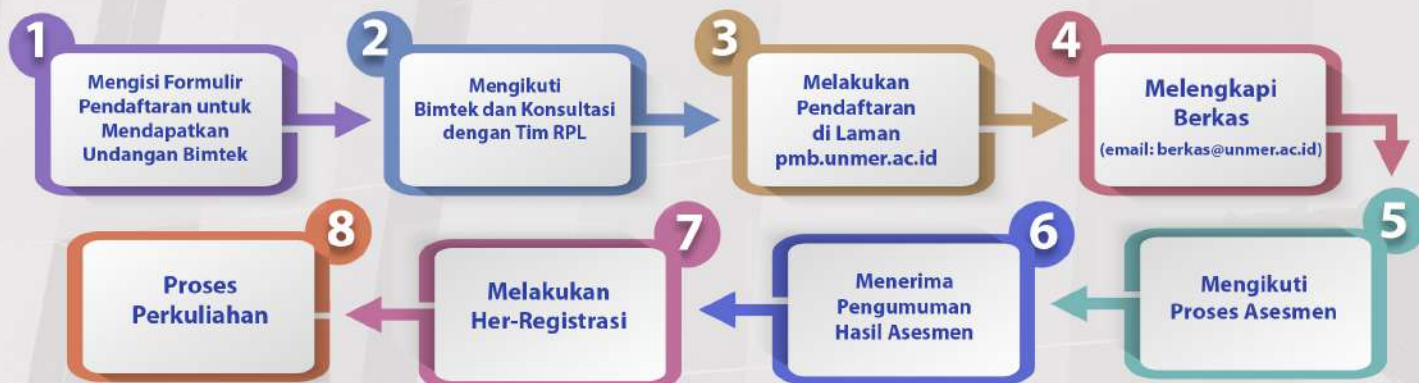 1
Mengisi Formulir
Pendaftaran untuk
Mendapatkan
Undangan Bimtek
2
Mengikuti
Bimtek dan Konsultasi
dengan Tim RPL
3
Melakukan
Pendaftaran
di Laman
pmb.unmer.ac.id
4
Melengkapi
Berkas
(email: berkas@unmer.ac.id)
5
Mengikuti
Proses Asesmen
6
Menerima
Pengumuman
Hasil Asesmen
7
Melakukan
Her-Registrasi
8
Proses
Perkuliahan